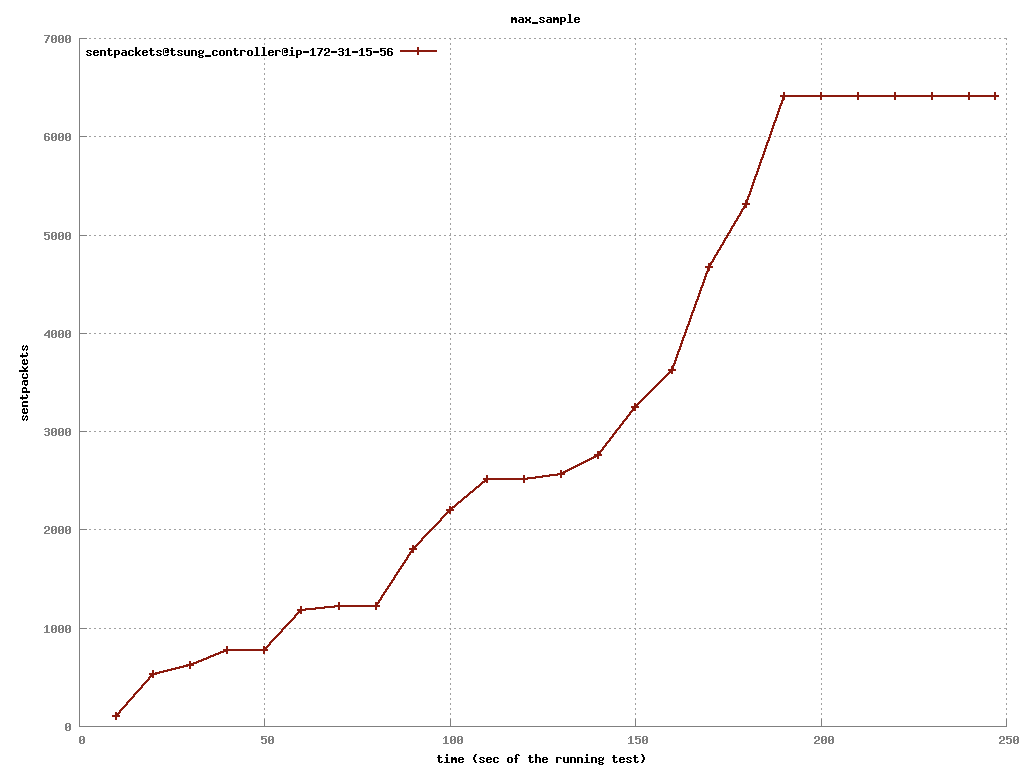 max_sample
7000
sentpackets@tsung_controller@ip-172-31-15-56
6000
5000
4000
sentpackets
3000
2000
1000
0
0 50 100 150 200 250
time (sec of the running test)